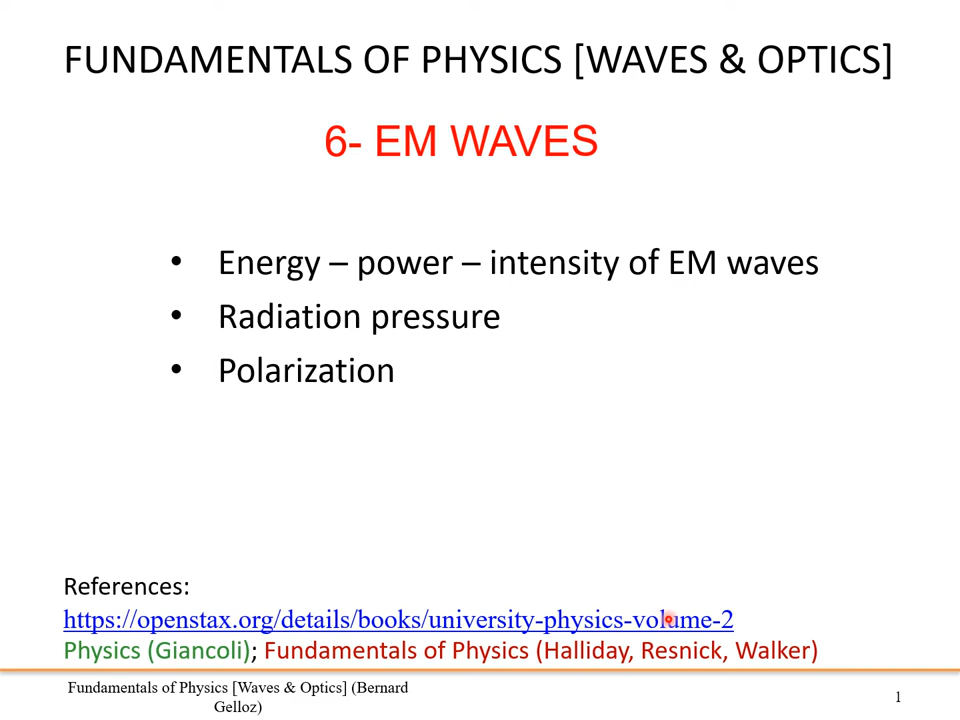 FUNDAMENTALS OF PHYSICS [WAVES & OPTICS]
6- EM WAVES
• Energy – power – intensity of EM waves
• Radiation pressure
• Polarization
References:
https://openstax.org/details/books/university-physics-volume-2
Physics (Giancoli); Fundamentals of Physics (Halliday, Resnick, Walker)
Fundamentals of Physics [Waves & Optics] (Bernard
Gelloz)
1